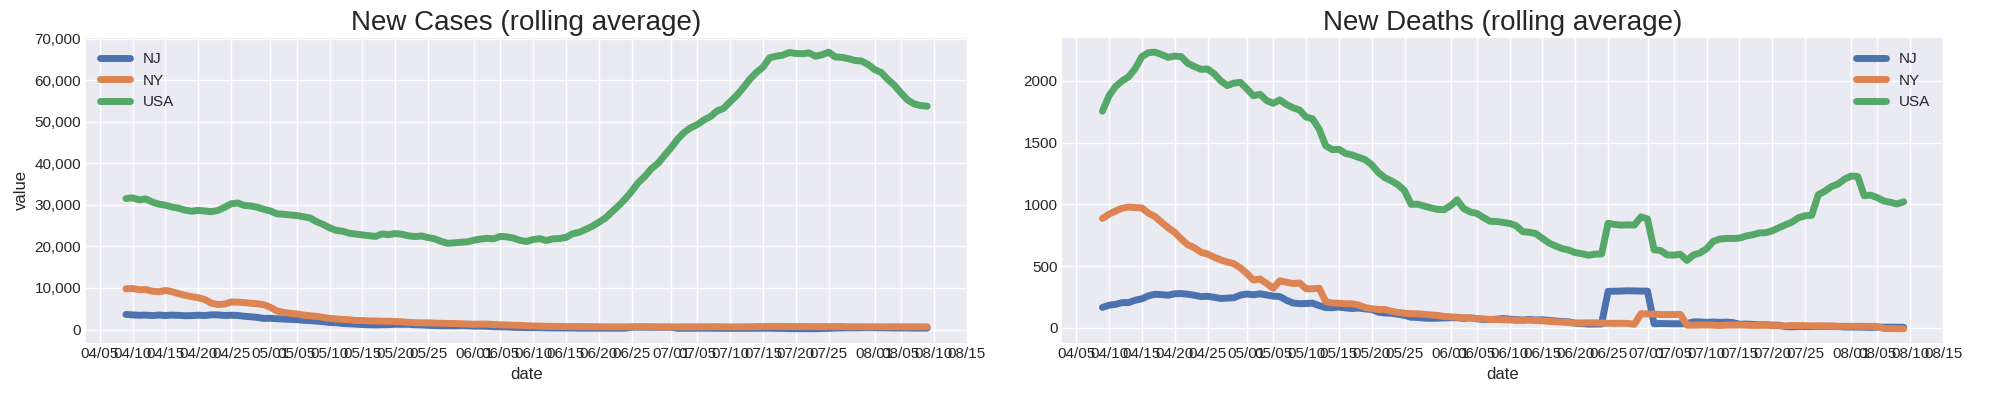 New Cases (rolling average)
70,000
60,000
50,000
40,000
30,000
20,000
10,000
0
value
NJ
NY
USA
04/05 04/10 04/15 04/20 04/25 05/01 05/05 05/10 05/15 05/20 05/25 06/01 06/05 06/10 06/15 06/20 06/25 07/01 07/05 07/10 07/15 07/20 07/25 08/01 08/05 08/10 08/15
date
New Deaths (rolling average)
2000
1500
1000
500
0
NJ
NY
USA
04/05 04/10 04/15 04/20 04/25 05/01 05/05 05/10 05/15 05/20 05/25 06/01 06/05 06/10 06/15 06/20 06/25 07/01 07/05 07/10 07/15 07/20 07/25 08/01 08/05 08/10 08/15
date